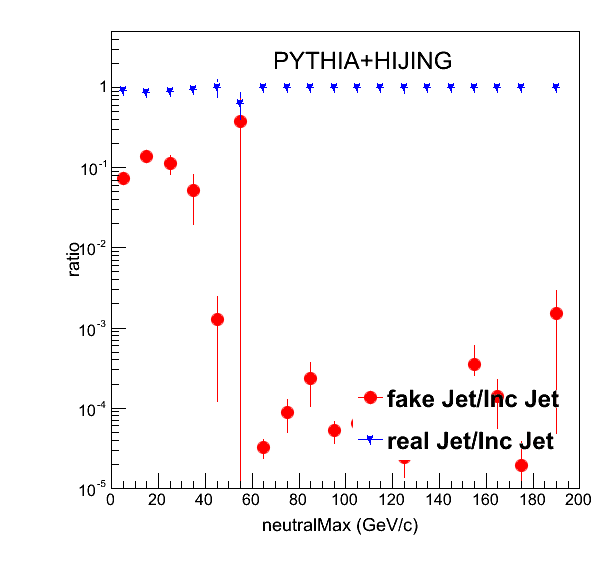 PYTHIA+HIJING
1
10-1
10-2
10-3
10-4
10-5
ratio
fake Jet/Inc Jet
real Jet/Inc Jet
0 20 40 60 80 100 120 140 160 180 200
neutralMax (GeV/c)